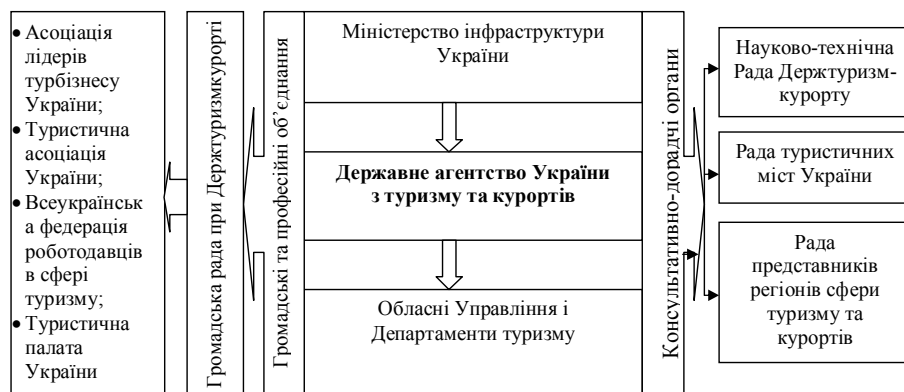 • Асоціація
лідерів
турбізнесу
України;
• Туристична
асоціація
України;
• Всеукраїнськ
а федерація
роботодавців
в сфері
туризму;
• Туристична
палата
України
Громадська рада при Держтуризмкурорті
Громадські та професійні об’єднання
Міністерство інфраструктури
України
Державне агентство України
з туризму та курортів
Обласні Управління і
Департаменти туризму
Консультативно-дорадчі органи
Науково-технічна
Рада Держтуризм-
курорту
Рада туристичних
міст України
Рада
представників
регіонів сфери
туризму та
курортів